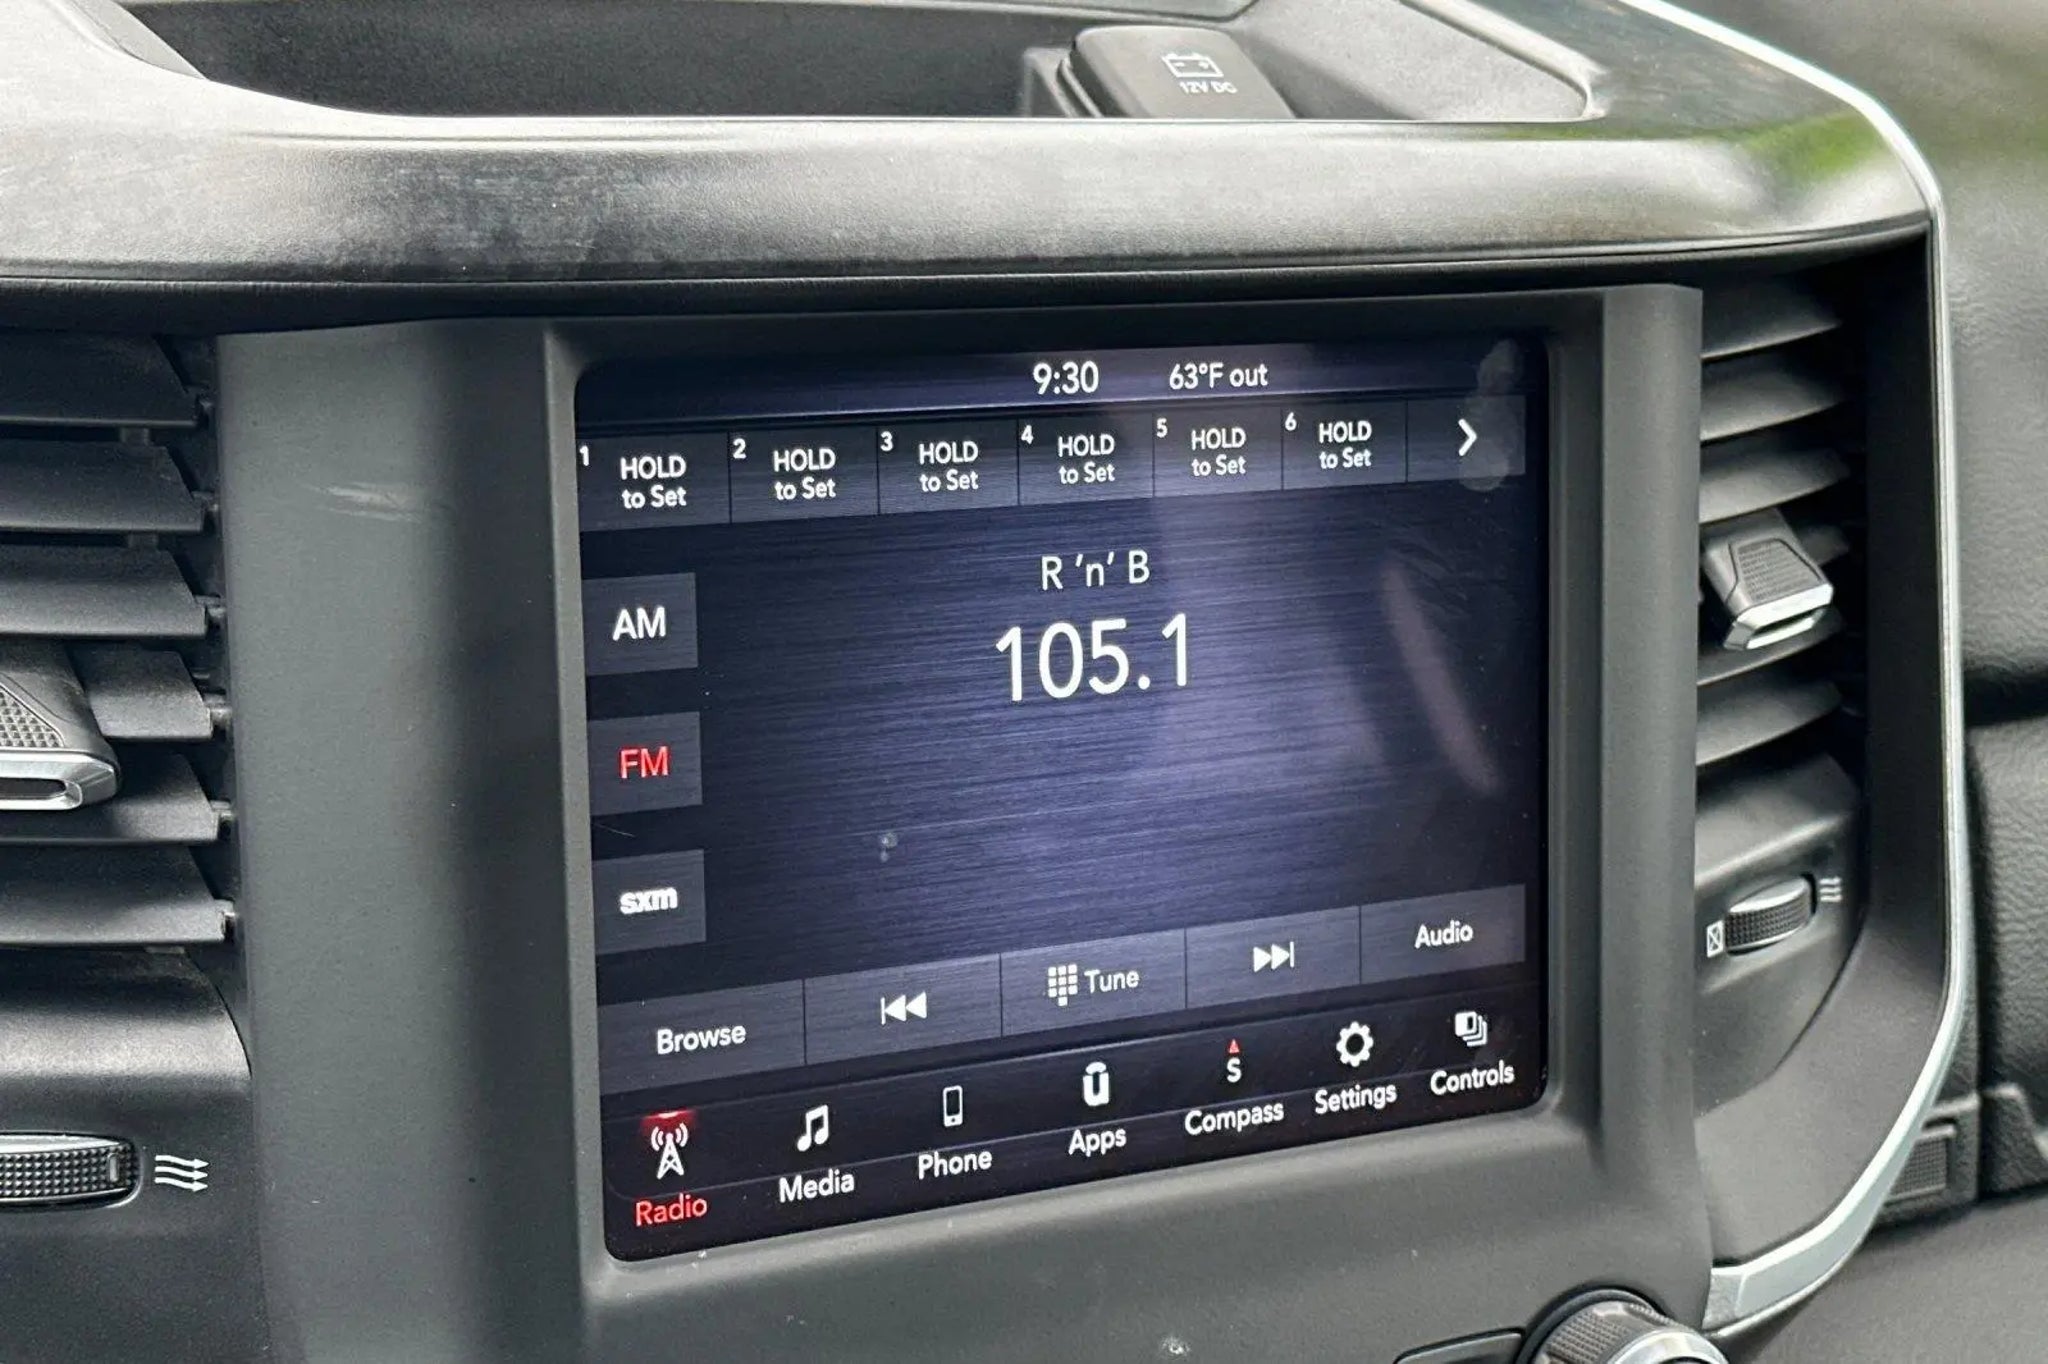 12V DC
9:30 63°F out
1 HOLD to Set
2 HOLD to Set
3 HOLD to Set
4 HOLD to Set
5 HOLD to Set
6 HOLD to Set
R 'n' B
AM
105.1
FM
sxm
Browse
Tune
Audio
Radio
Media
Phone
Apps
S
Compass
Settings
Controls